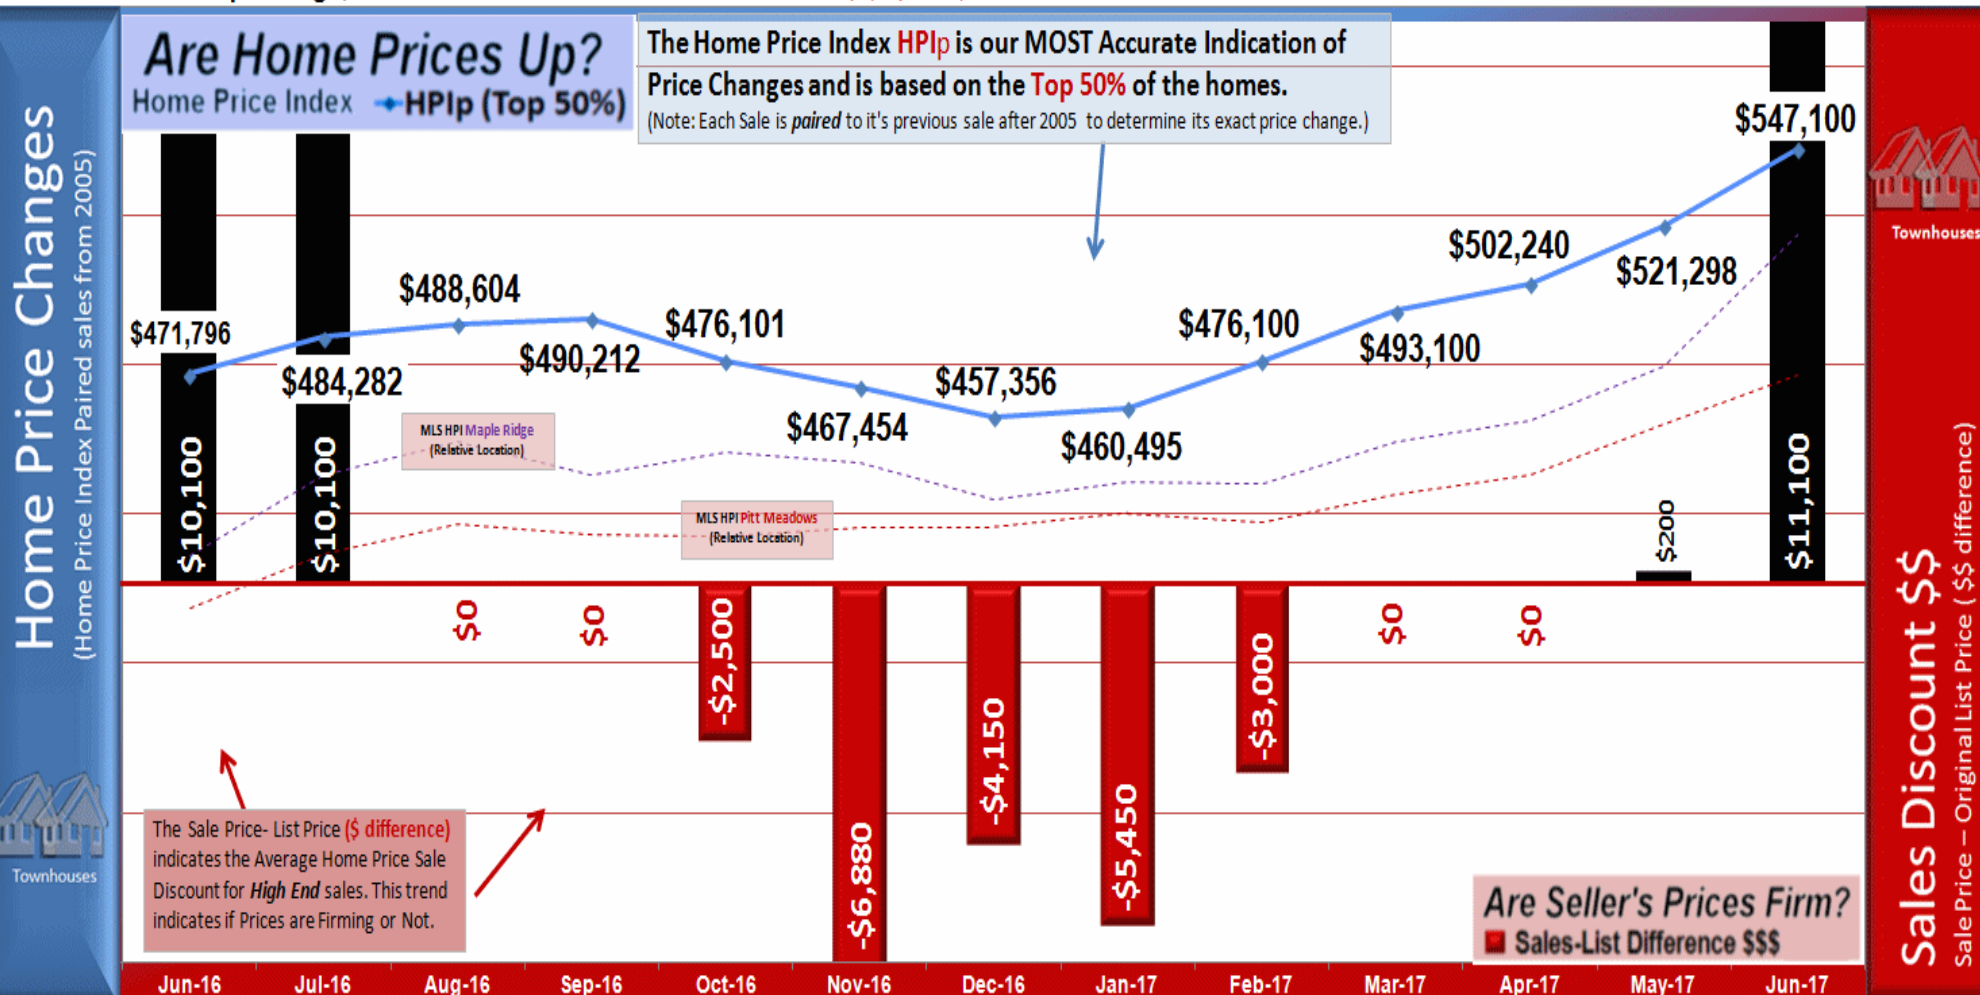 Are Home Prices Up?
Home Price Index HPIp (Top 50%)
The Home Price Index HPIp is our MOST Accurate Indication of
Price Changes and is based on the Top 50% of the homes.
(Note: Each Sale is paired to it's previous sale after 2005 to determine its exact price change.)
Home Price Changes
(Home Price Index Paired sales from 2005)
Townhouses
$471,796
$484,282
$488,604
$490,212
$476,101
$467,454
$457,356
$460,495
$476,100
$493,100
$502,240
$521,298
$547,100
MLS HPI Maple Ridge
(Relative Location)
MLS HPI Pitt Meadows
(Relative Location)
$10,100
$10,100
$0
$0
-$2,500
-$6,880
-$4,150
-$5,450
-$3,000
$0
$0
$200
$11,100
The Sale Price- List Price ($ difference)
indicates the Average Home Price Sale
Discount for High End sales. This trend
indicates if Prices are Firming or Not.
Are Seller's Prices Firm?
Sales-List Difference $$$
Townhouses
Sales Discount $$
Sale Price – Original List Price ( $$ difference)
Jun-16 Jul-16 Aug-16 Sep-16 Oct-16 Nov-16 Dec-16 Jan-17 Feb-17 Mar-17 Apr-17 May-17 Jun-17